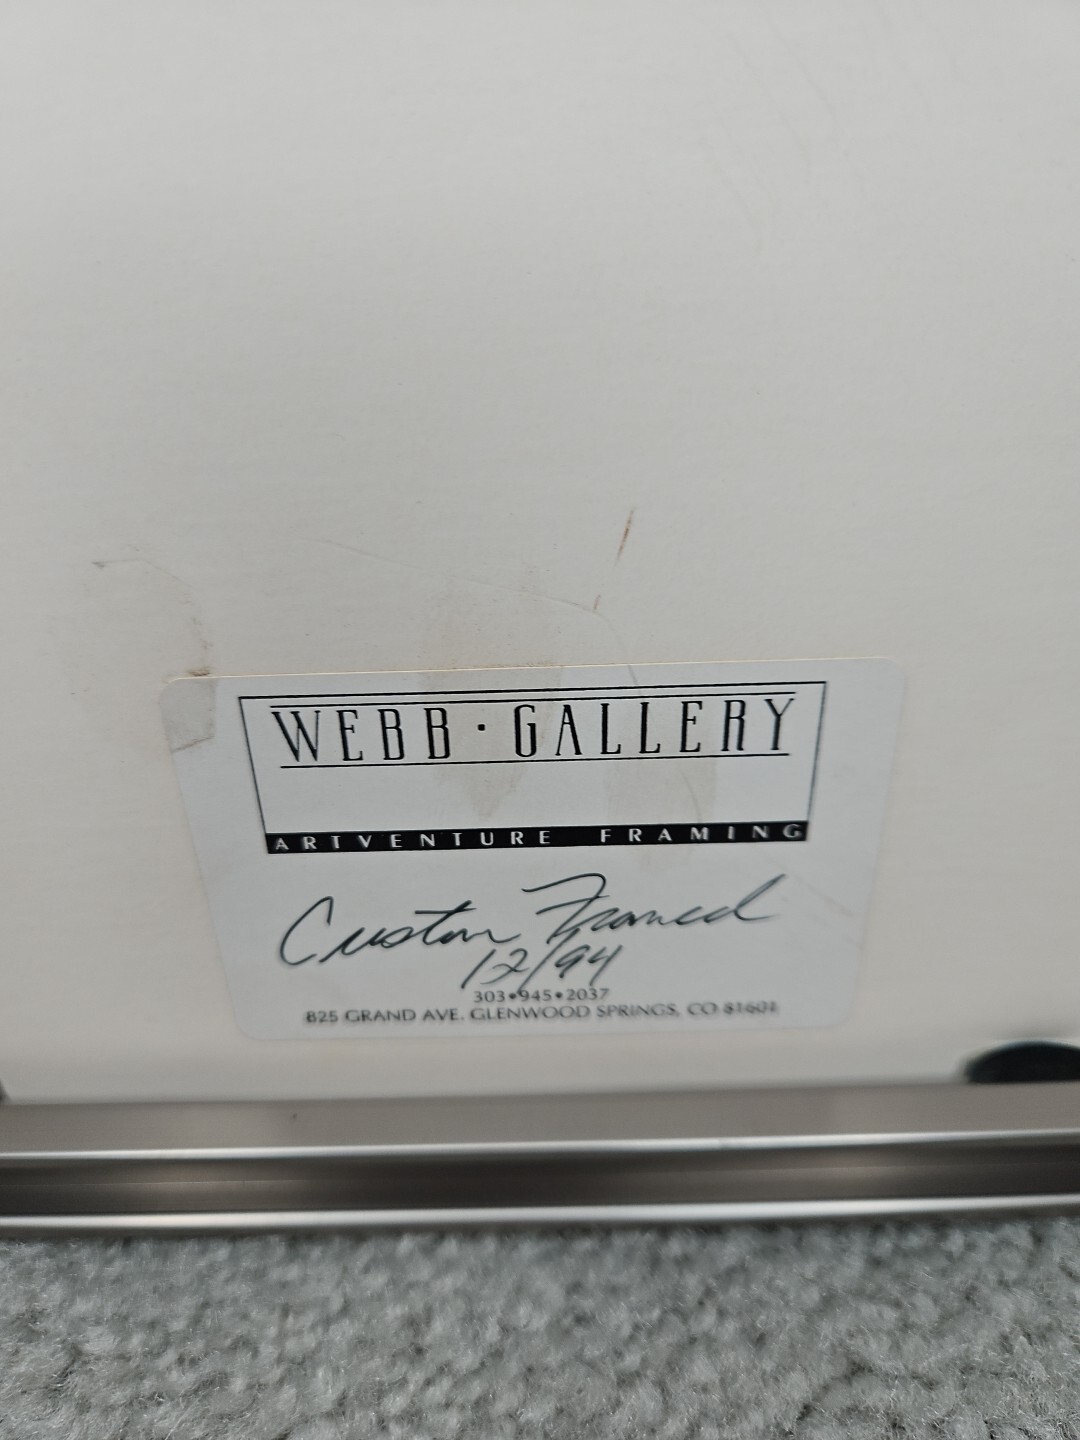 WEBB · GALLERY
ARTVENTURE FRAMING
Custom Framed
12/94
303•945•2037
825 GRAND AVE. GLENWOOD SPRINGS, CO 81601